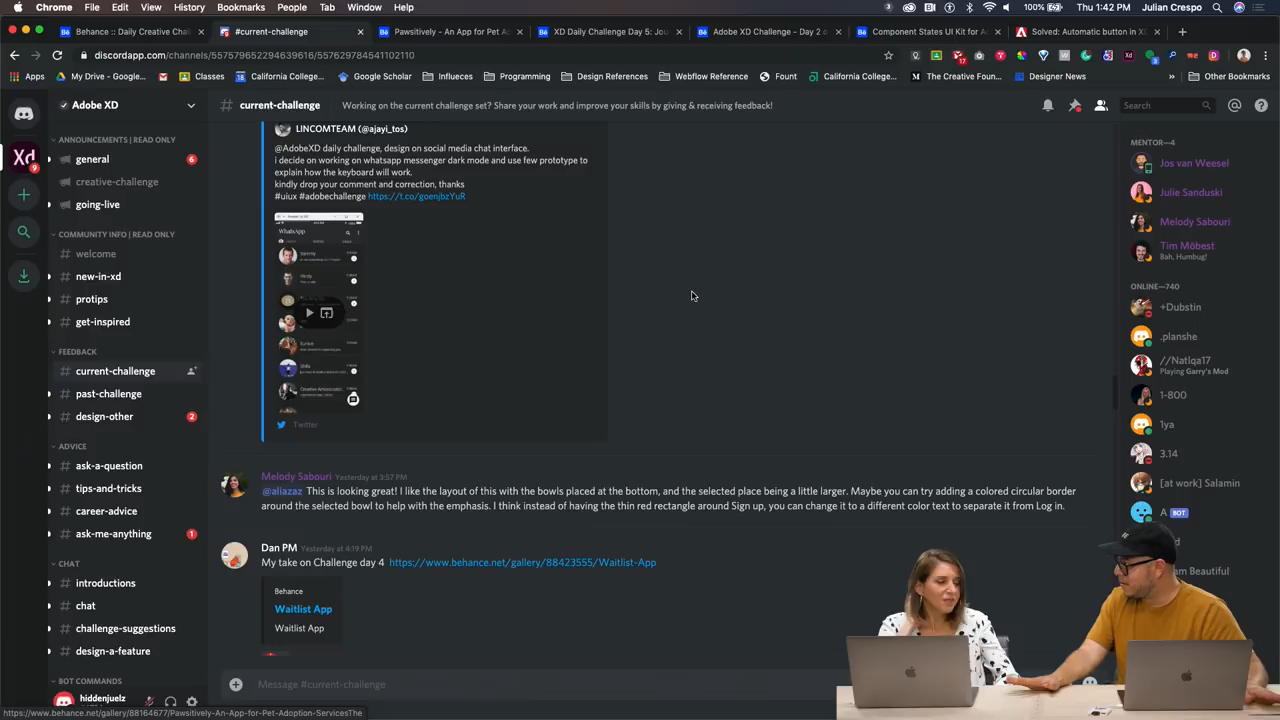 Chrome File Edit View History Bookmarks People Tab Window Help
100% Thu 1:42 PM Julian Crespo
Behance :: Daily Creative Chal
#current-challenge
Pawsitively - An App for Pet A
XD Daily Challenge Day 5: Jou
Adobe XD Challenge - Day 2 o
Component States UI Kit for A
Solved: Automatic button in XD
discordapp.com/channels/557579652294639616/557629784541102110
Apps
My Drive - Google...
Classes
California College...
Google Scholar
Influeces
Programming
Design References
Webflow Reference
Fount
California College...
The Creative Foun...
Designer News
»
Other Bookmarks
Adobe XD
# current-challenge
Working on the current challenge set? Share your work and improve your skills by giving & receiving feedback!
Search
ANNOUNCEMENTS | READ ONLY
general 6
creative-challenge
going-live
COMMUNITY INFO | READ ONLY
# welcome
# new-in-xd
# protips
# get-inspired
FEEDBACK
# current-challenge
# past-challenge
# design-other 2
ADVICE
# ask-a-question
# tips-and-tricks
# career-advice
# ask-me-anything 1
CHAT
# introductions
# chat
# challenge-suggestions
# design-a-feature
BOT COMMANDS
hiddenjuelz
Xd
9
LINCOMTEAM (@ajayi_tos)
@AdobeXD daily challenge, design on social media chat interface.
i decide on working on whatsapp messenger dark mode and use few prototype to
explain how the keyboard will work.
kindly drop your comment and correction, thanks
#uiux #adobechallenge https://t.co/goenjbzYuR
WhatsApp
Twitter
Melody Sabouri Yesterday at 3:57 PM
@aliazaz This is looking great! I like the layout of this with the bowls placed at the bottom, and the selected place being a little larger. Maybe you can try adding a colored circular border
around the selected bowl to help with the emphasis. I think instead of having the thin red rectangle around Sign up, you can change it to a different color text to separate it from Log in.
Dan PM Yesterday at 4:19 PM
My take on Challenge day 4 https://www.behance.net/gallery/88423555/Waitlist-App
Behance
Waitlist App
Waitlist App
Message #current-challenge
MENTOR—4
Jos van Weesel
Julie Sanduski
Melody Sabouri
Tim Möbest
Bah, Humbug!
ONLINE—740
+Dubstin
.planshe
//NatIqa17
Playing Garry's Mod
1-800
1ya
3.14
[at work] Salamin
A BOT
am Beautiful
https://www.behance.net/gallery/88164677/Pawsitively-An-App-for-Pet-Adoption-ServicesThe